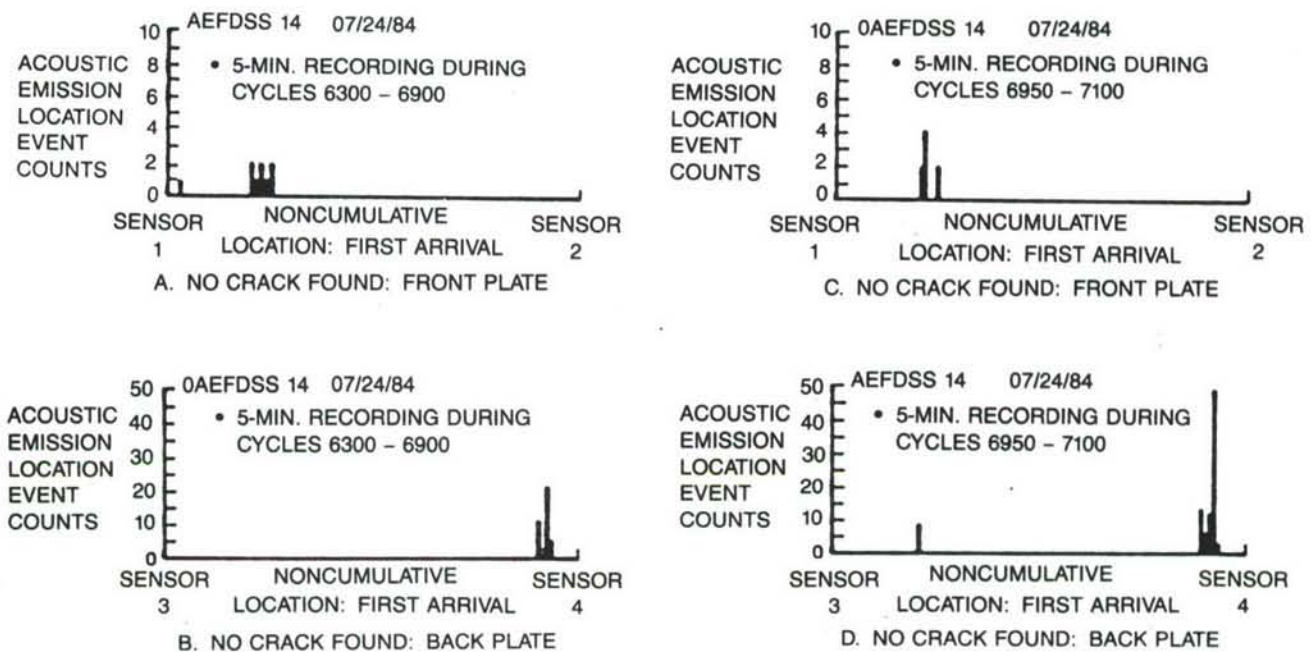 AEFDSS 14 07/24/84
10
8
6
4
2
0
ACOUSTIC
EMISSION
LOCATION
EVENT
COUNTS
• 5-MIN. RECORDING DURING
CYCLES 6300 – 6900
SENSOR NONCUMULATIVE SENSOR
1 LOCATION: FIRST ARRIVAL 2
A. NO CRACK FOUND: FRONT PLATE
0AEFDSS 14 07/24/84
10
8
6
4
2
0
ACOUSTIC
EMISSION
LOCATION
EVENT
COUNTS
• 5-MIN. RECORDING DURING
CYCLES 6950 – 7100
SENSOR NONCUMULATIVE SENSOR
1 LOCATION: FIRST ARRIVAL 2
C. NO CRACK FOUND: FRONT PLATE
0AEFDSS 14 07/24/84
50
40
30
20
10
0
ACOUSTIC
EMISSION
LOCATION
EVENT
COUNTS
• 5-MIN. RECORDING DURING
CYCLES 6300 – 6900
SENSOR NONCUMULATIVE SENSOR
3 LOCATION: FIRST ARRIVAL 4
B. NO CRACK FOUND: BACK PLATE
AEFDSS 14 07/24/84
50
40
30
20
10
0
ACOUSTIC
EMISSION
LOCATION
EVENT
COUNTS
• 5-MIN. RECORDING DURING
CYCLES 6950 – 7100
SENSOR NONCUMULATIVE SENSOR
3 LOCATION: FIRST ARRIVAL 4
D. NO CRACK FOUND: BACK PLATE